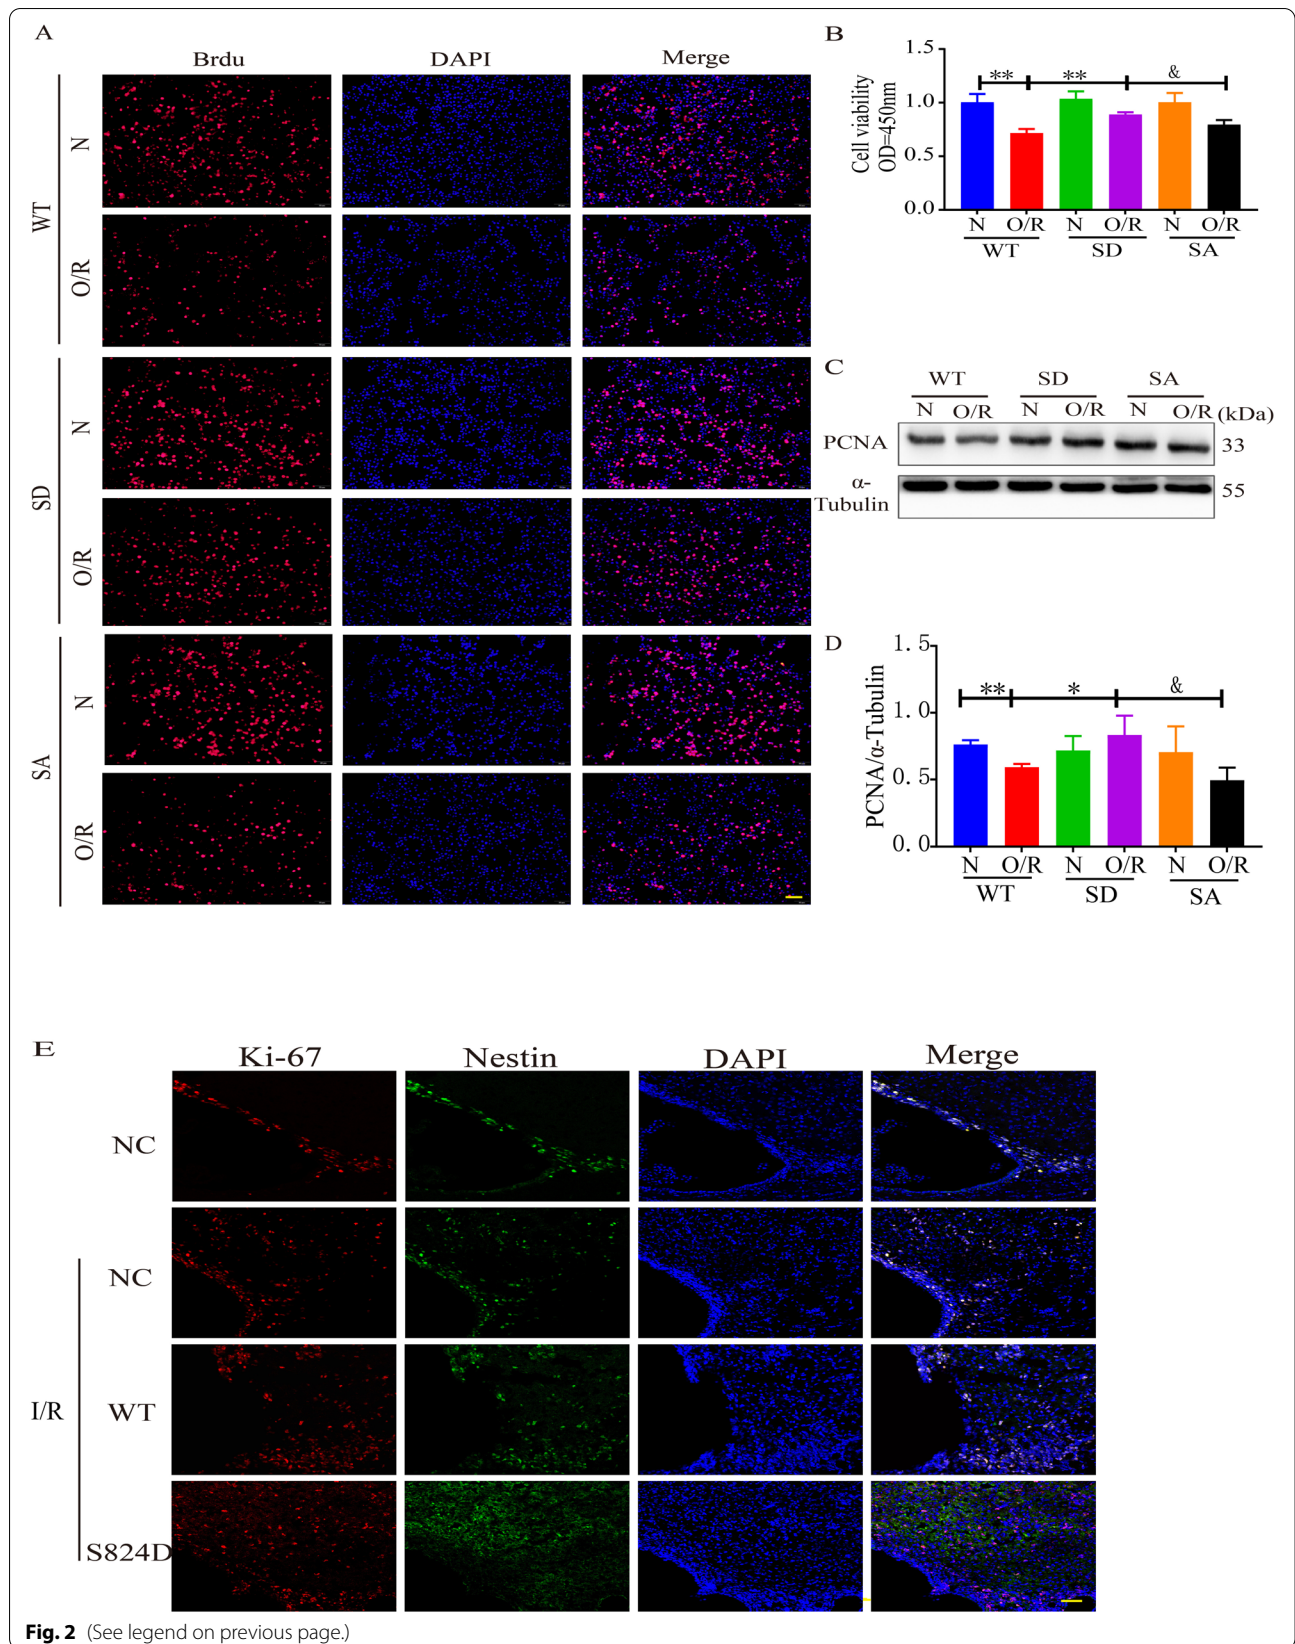 A
Brdu DAPI Merge
WT
N
O/R
SD
N
O/R
SA
N
O/R
B
Cell viability
OD=450nm
1.5
1.0
0.5
0.0
** ** &
N O/R N O/R N O/R
WT SD SA
C
WT SD SA
N O/R N O/R N O/R (kDa)
PCNA 33
α-
Tubulin 55
D
PCNA/α-Tubulin
1.5
1.0
0.5
0.0
** * &
N O/R N O/R N O/R
WT SD SA
E
Ki-67 Nestin DAPI Merge
NC
I/R
NC
WT
S824D
Fig. 2 (See legend on previous page.)